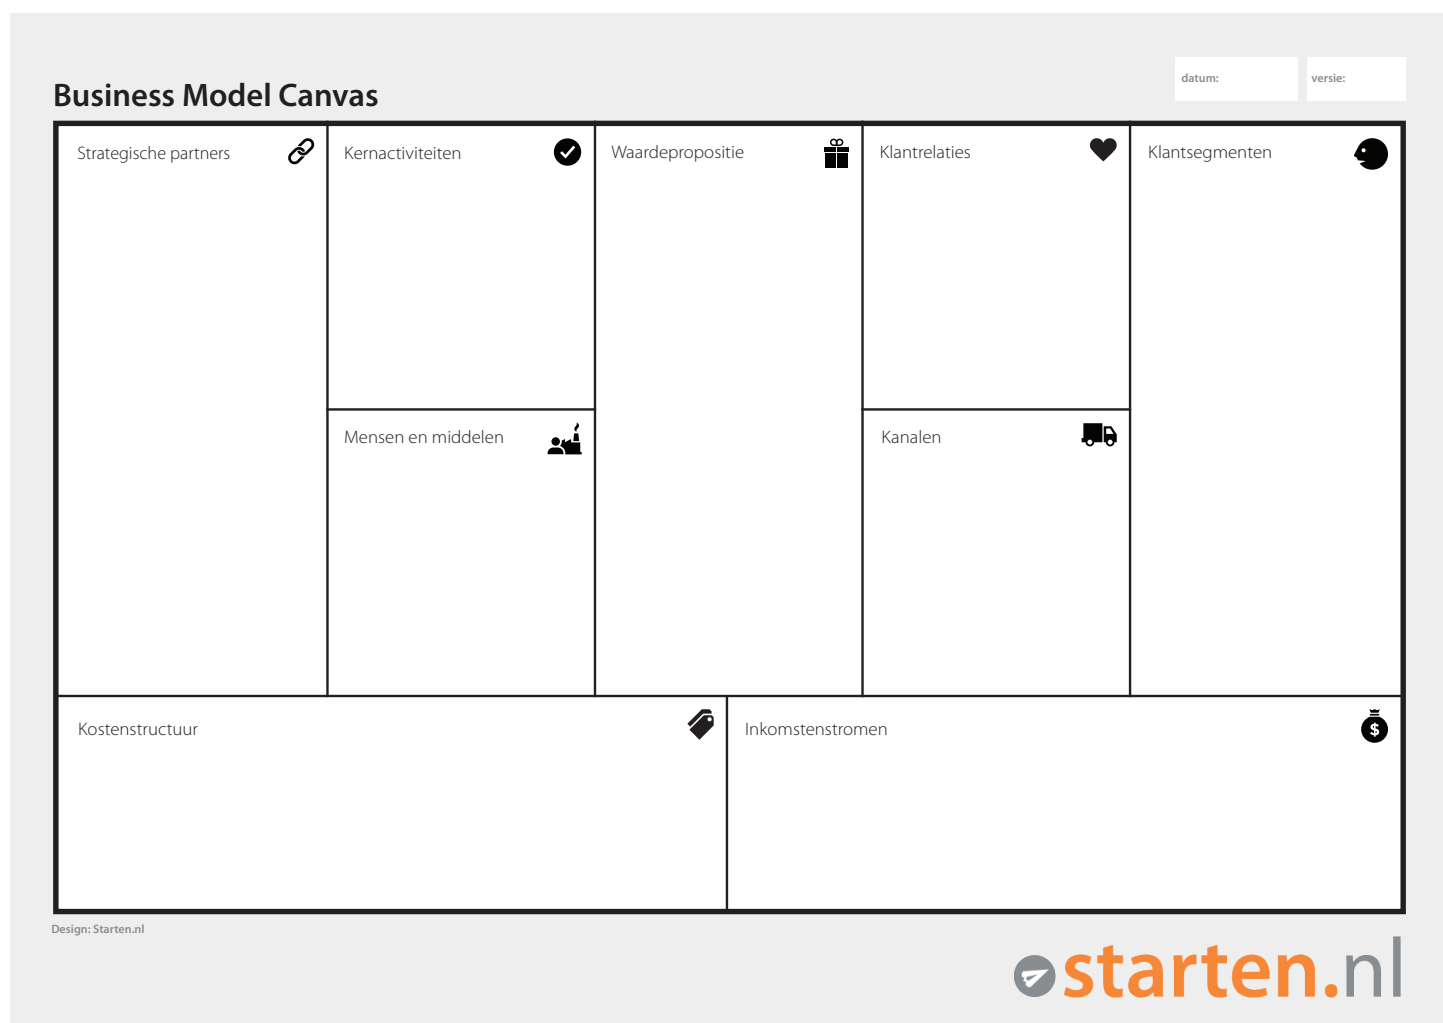 datum:
versie:
Business Model Canvas
Strategische partners
Kernactiviteiten
Waardepropositie
Klantrelaties
Klantsegmenten
Mensen en middelen
Kanalen
Kostenstructuur
Inkomstenstromen
$
Design: Starten.nl
starten.nl